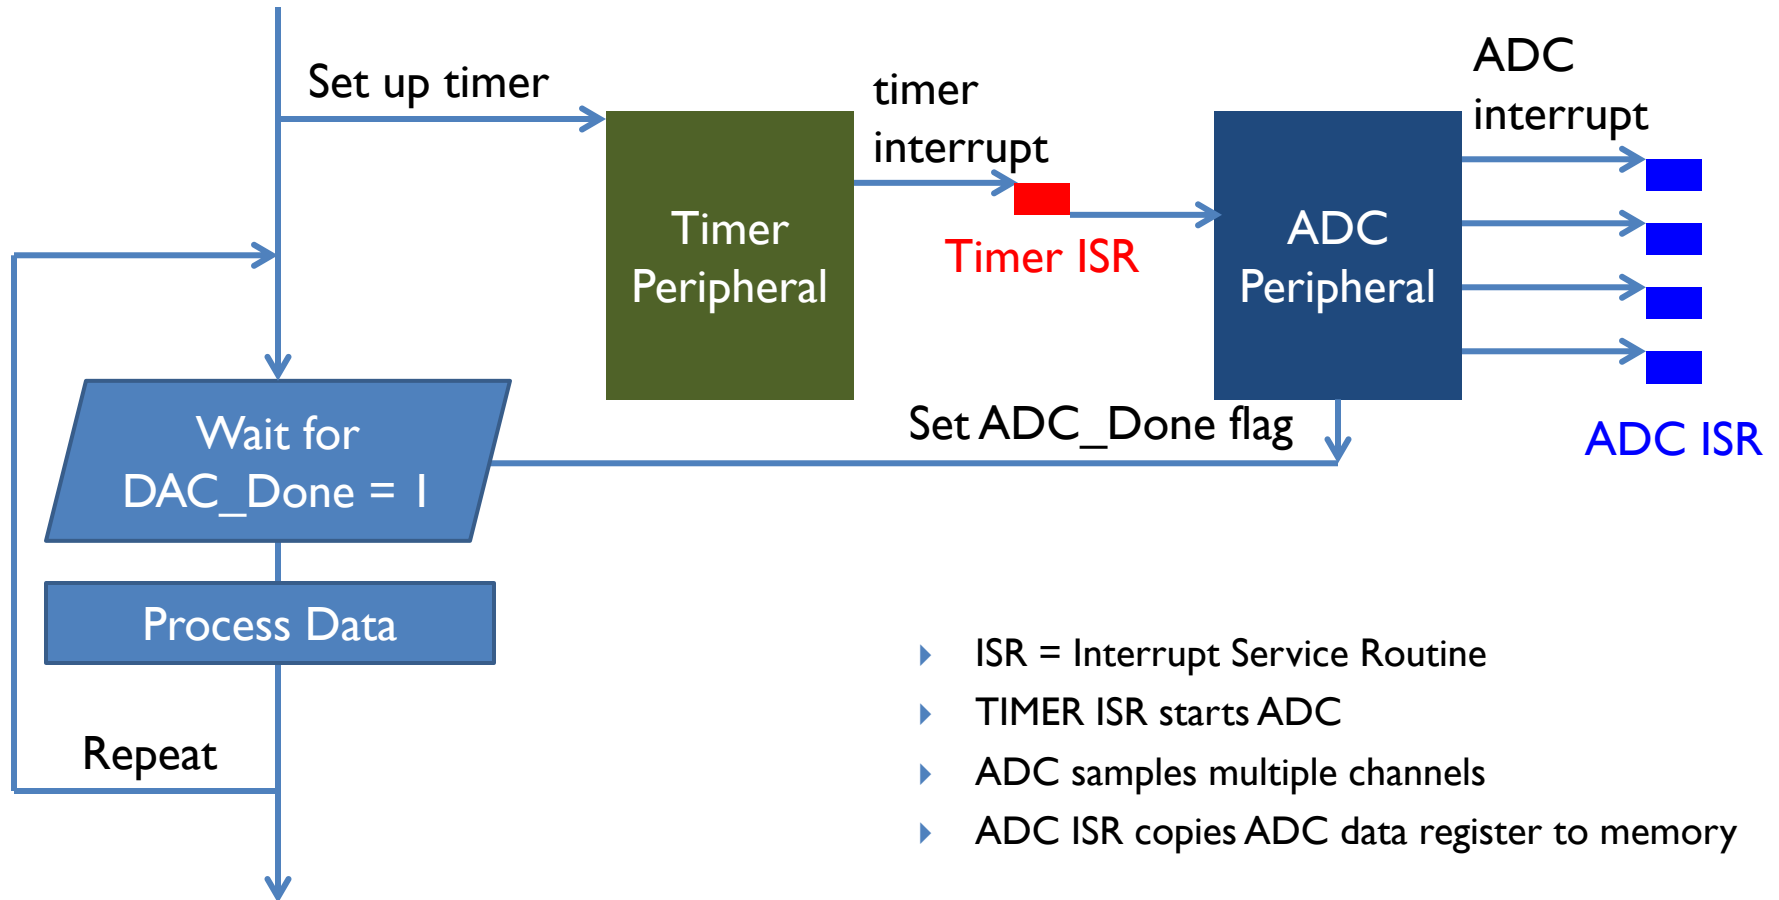 Set up timer
timer
interrupt
ADC
interrupt
Timer
Peripheral
Timer ISR
ADC
Peripheral
Set ADC_Done flag
ADC ISR
Wait for
DAC_Done = 1
Process Data
Repeat
ISR = Interrupt Service Routine
TIMER ISR starts ADC
ADC samples multiple channels
ADC ISR copies ADC data register to memory